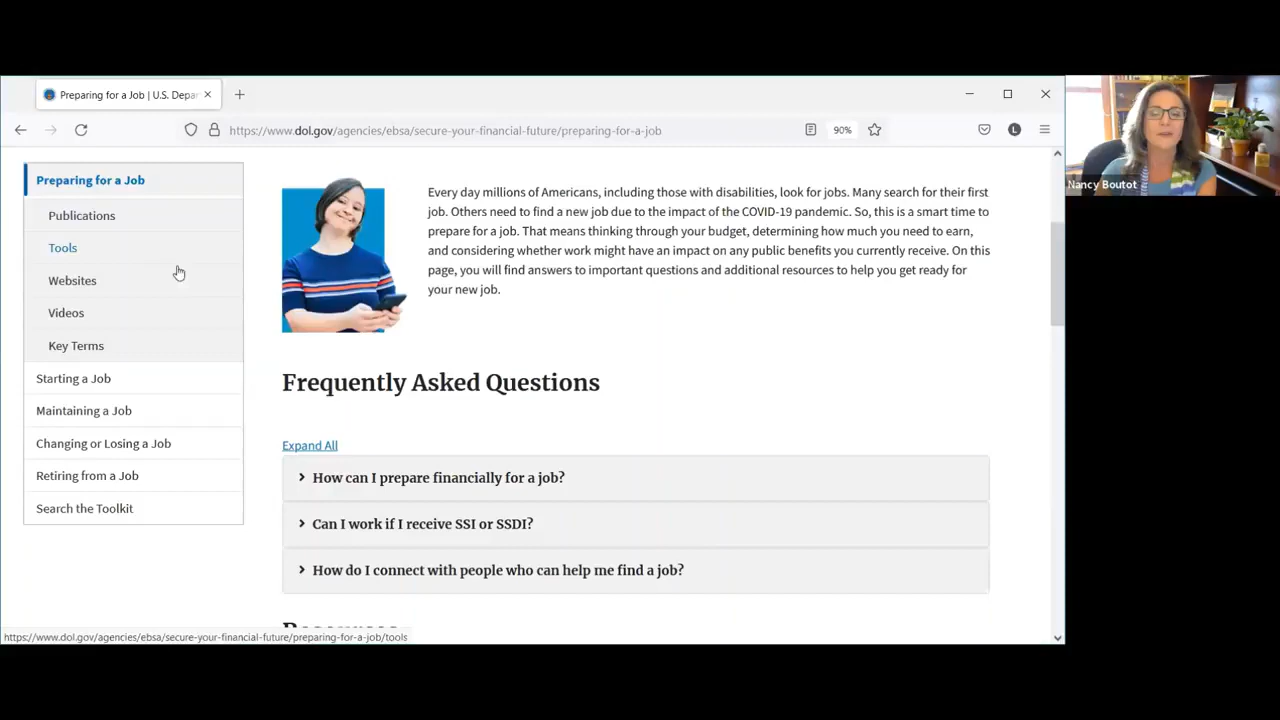 Preparing for a Job | U.S. Depar
https://www.dol.gov/agencies/ebsa/secure-your-financial-future/preparing-for-a-job
90%
L
Nancy Boutot
Preparing for a Job
Publications
Tools
Websites
Videos
Key Terms
Starting a Job
Maintaining a Job
Changing or Losing a Job
Retiring from a Job
Search the Toolkit
Every day millions of Americans, including those with disabilities, look for jobs. Many search for their first
job. Others need to find a new job due to the impact of the COVID-19 pandemic. So, this is a smart time to
prepare for a job. That means thinking through your budget, determining how much you need to earn,
and considering whether work might have an impact on any public benefits you currently receive. On this
page, you will find answers to important questions and additional resources to help you get ready for
your new job.
Frequently Asked Questions
Expand All
How can I prepare financially for a job?
Can I work if I receive SSI or SSDI?
How do I connect with people who can help me find a job?
Resources
https://www.dol.gov/agencies/ebsa/secure-your-financial-future/preparing-for-a-job/tools